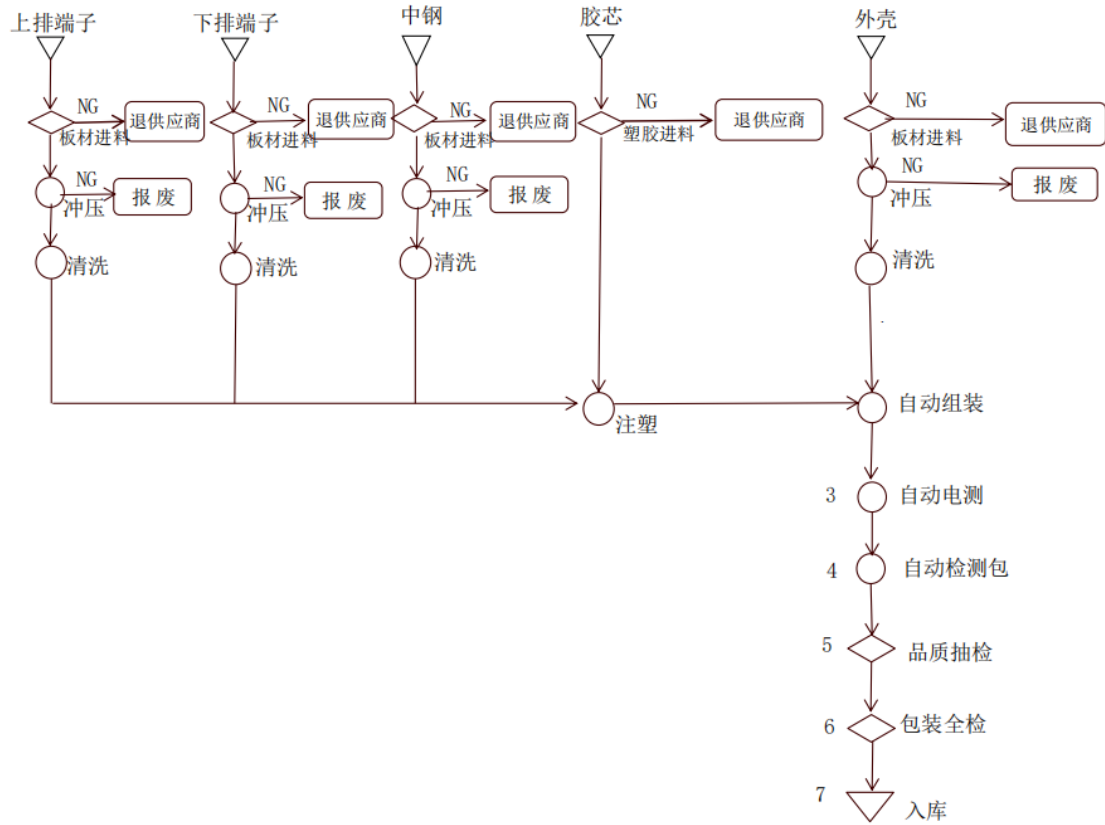 上排端子
下排端子
中钢
胶芯
外壳
NG
退供应商
板材进料
NG
退供应商
板材进料
NG
退供应商
板材进料
NG
退供应商
塑胶进料
NG
退供应商
板材进料
NG
报废
冲压
NG
报废
冲压
NG
报废
冲压
NG
报废
冲压
清洗
清洗
清洗
清洗
注塑
自动组装
3 自动电测
4 自动检测包
5 品质抽检
6 包装全检
7 入库